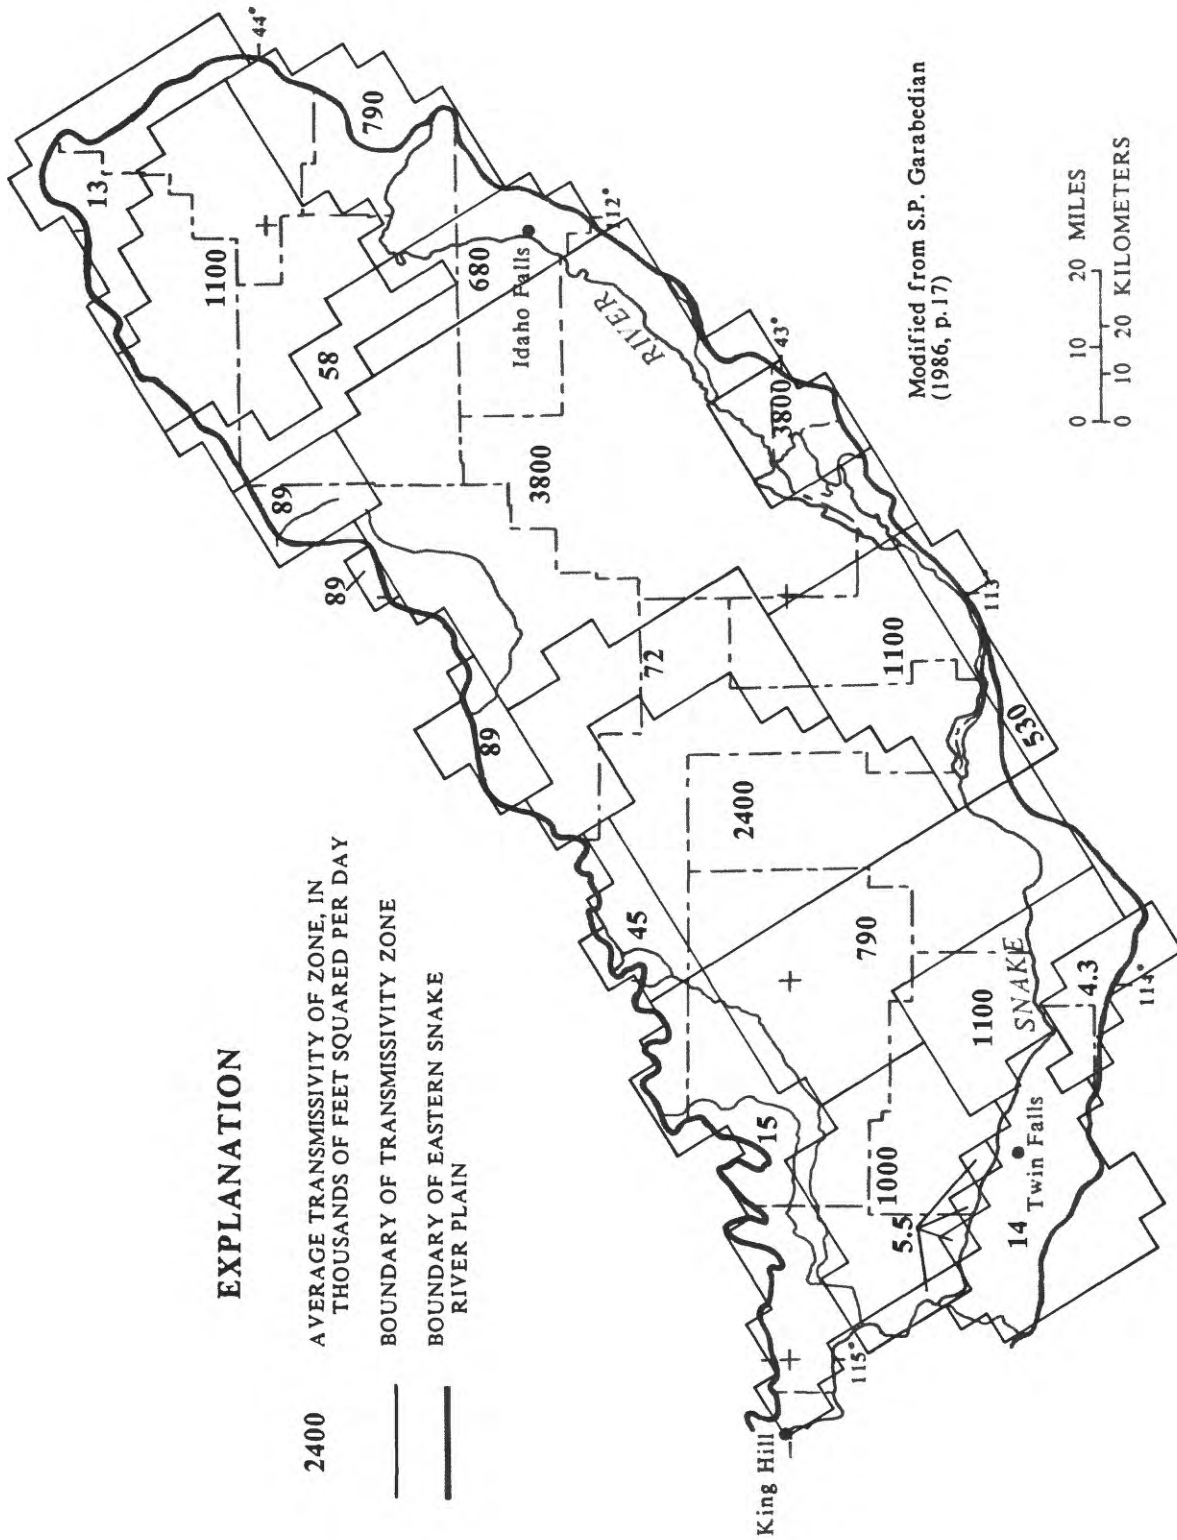 EXPLANATION
2400 AVERAGE TRANSMISSIVITY OF ZONE, IN
THOUSANDS OF FEET SQUARED PER DAY
BOUNDARY OF TRANSMISSIVITY ZONE
BOUNDARY OF EASTERN SNAKE
RIVER PLAIN
13
44°
790
1100
680
Idaho Falls
12°
58
89
3800
RIVER
43°
3800
89
72
1100
113°
89
530
2400
45
790
SNAKE
1100
4.3
114°
15
1000
5.5
14
Twin Falls
115°
King Hill
Modified from S.P. Garabedian
(1986, p.17)
0 10 20 MILES
0 10 20 KILOMETERS